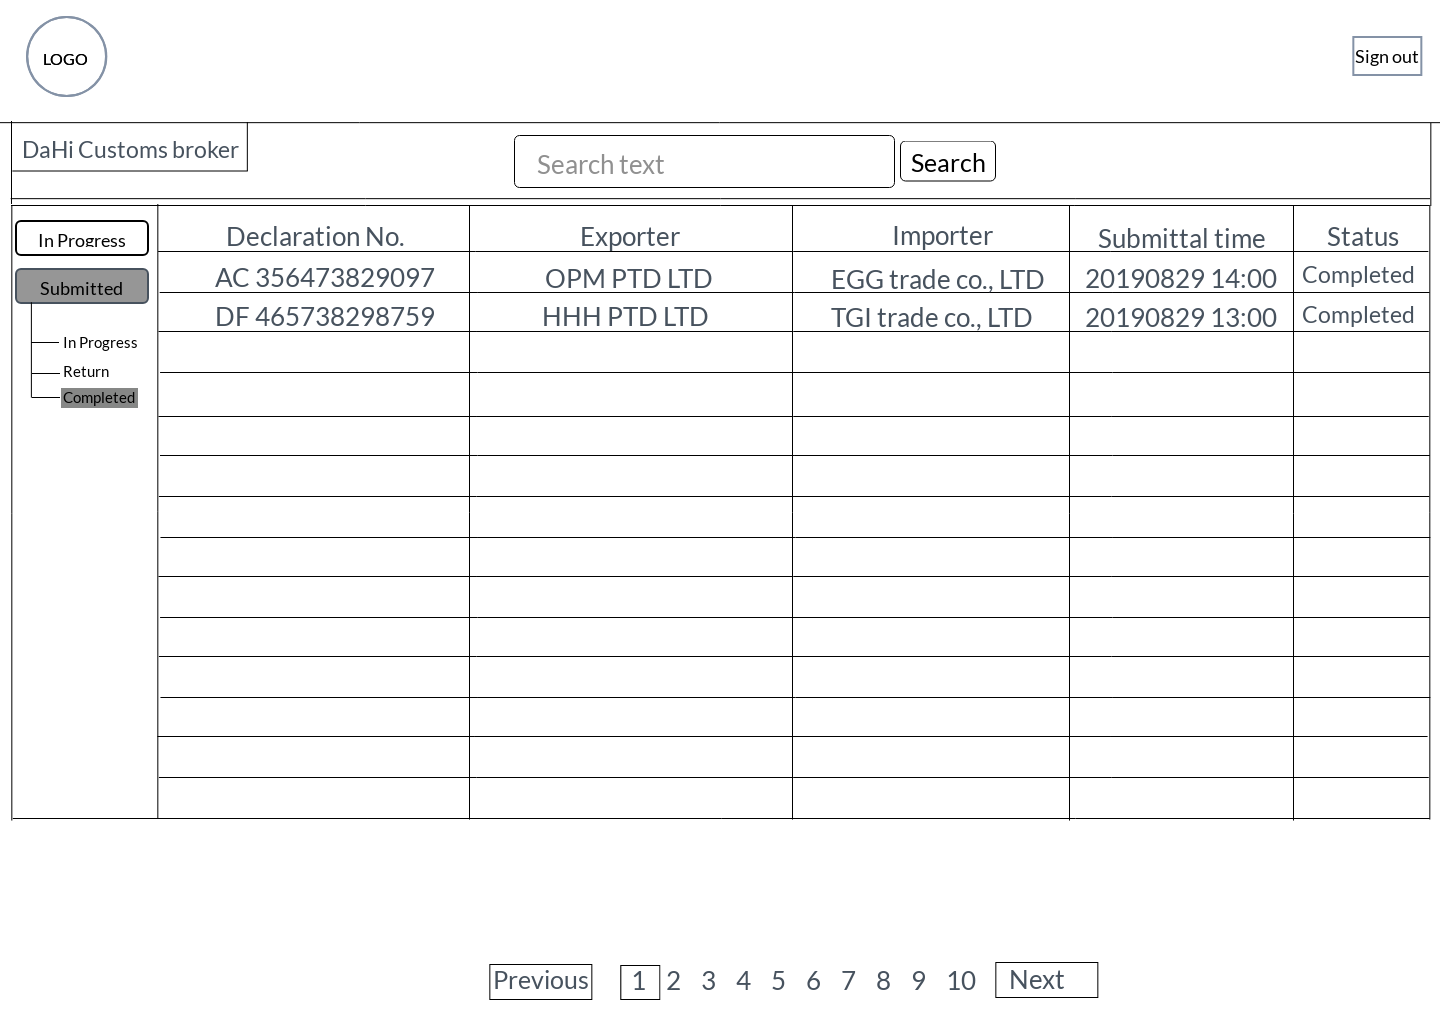 LOGO
Sign out
DaHi Customs broker
Search text
Search
In Progress
Submitted
In Progress
Return
Completed
Declaration No. Exporter Importer Submittal time Status
AC 356473829097 OPM PTD LTD EGG trade co., LTD 20190829 14:00 Completed
DF 465738298759 HHH PTD LTD TGI trade co., LTD 20190829 13:00 Completed
Previous 1 2 3 4 5 6 7 8 9 10 Next